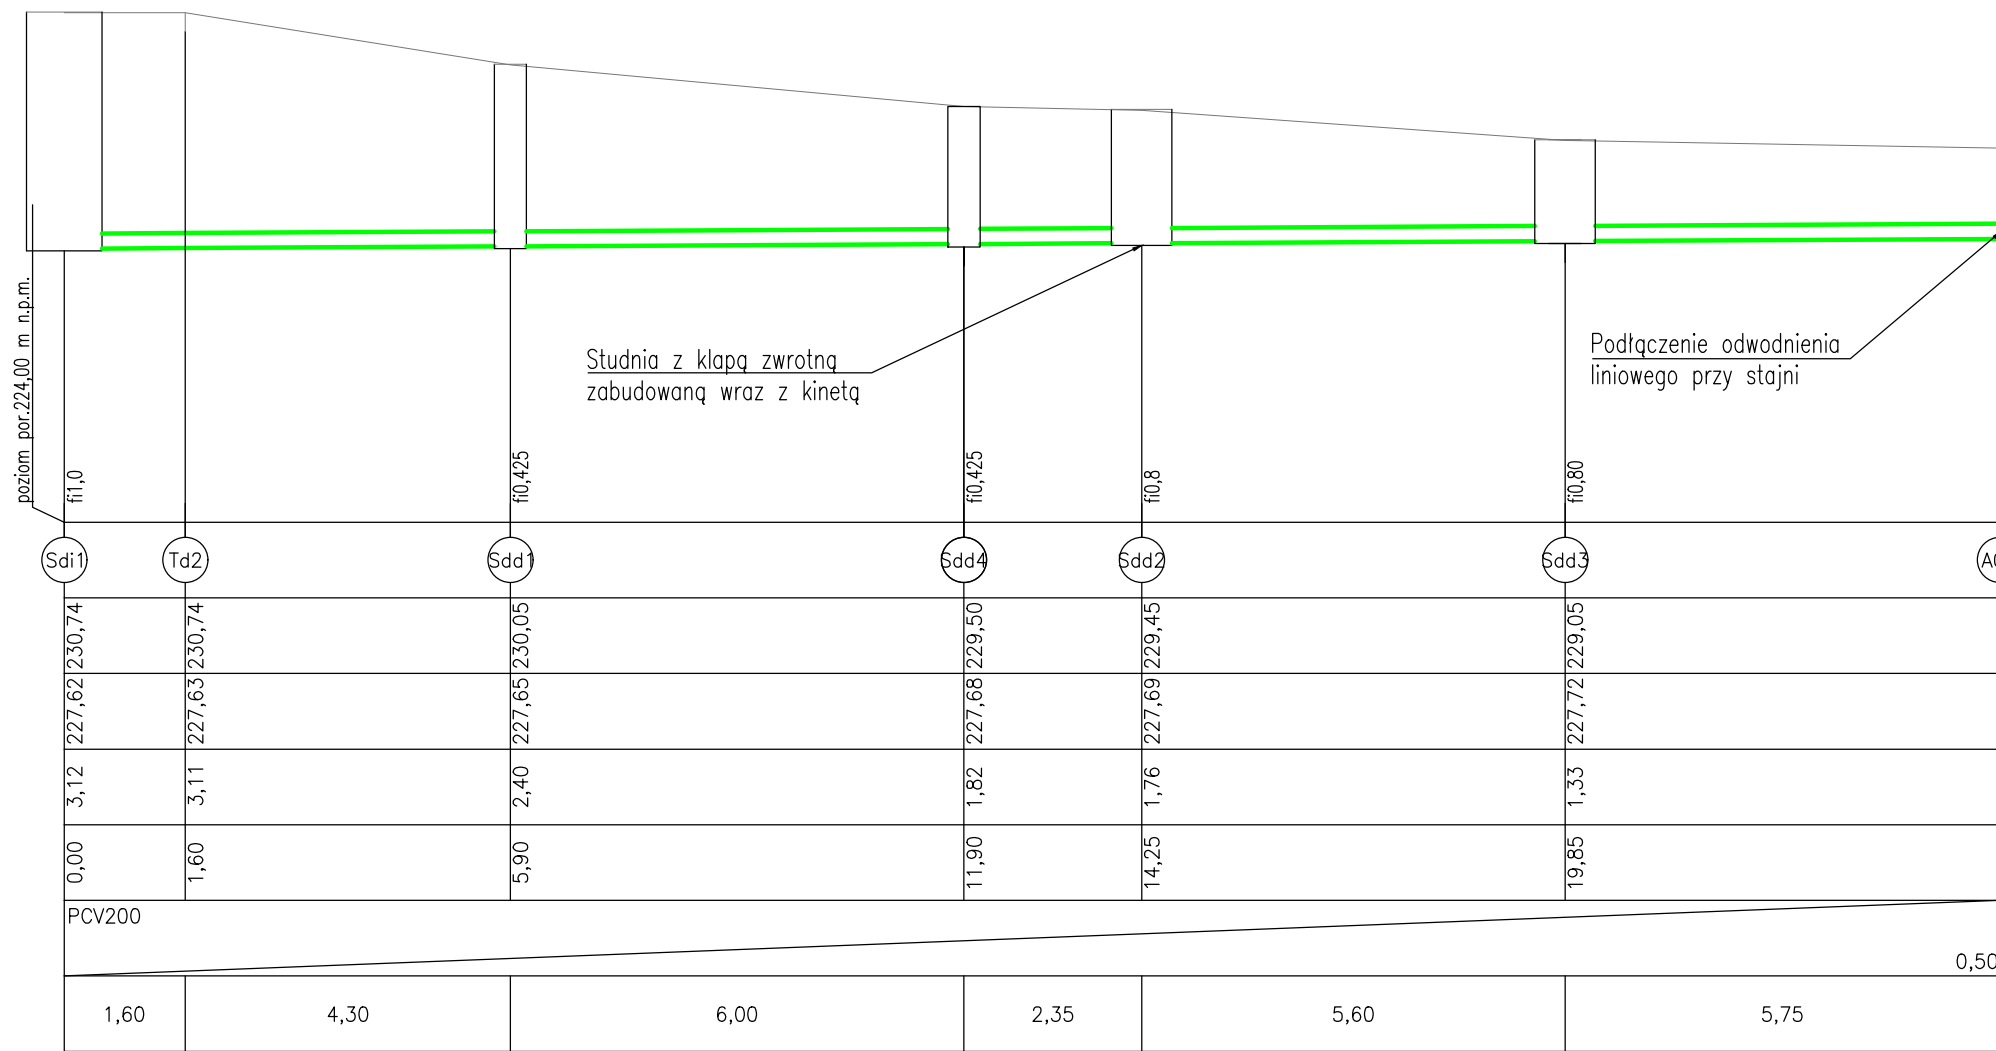 poziom por.224,00 m n.p.m.
fi1,0
fi0,425
fi0,425
fi0,8
fi0,80
Studnia z klapą zwrotną
zabudowaną wraz z kinetą
Podłączenie odwodnienia
liniowego przy stajni
Sdi1 Td2 Sdd1 Sdd4 Sdd2 Sdd3
230,74 230,74 230,05 229,50 229,45 229,05
227,62 227,63 227,65 227,68 227,69 227,72
3,12 3,11 2,40 1,82 1,76 1,33
0,00 1,60 5,90 11,90 14,25 19,85
PCV200
0,50
1,60 4,30 6,00 2,35 5,60 5,75